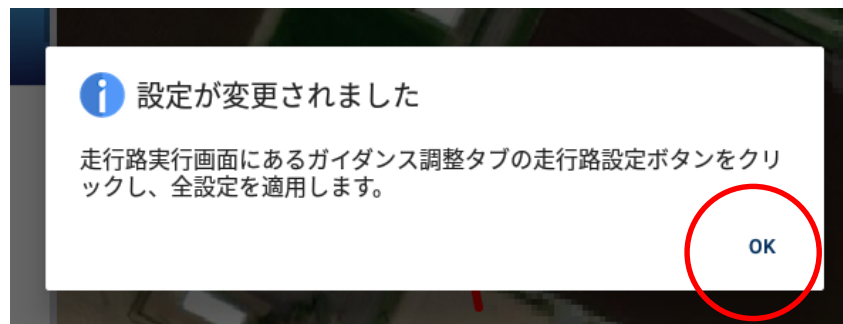 設定が変更されました
走行路実行画面にあるガイダンス調整タブの走行路設定ボタンをクリ
ックし、全設定を適用します。
OK